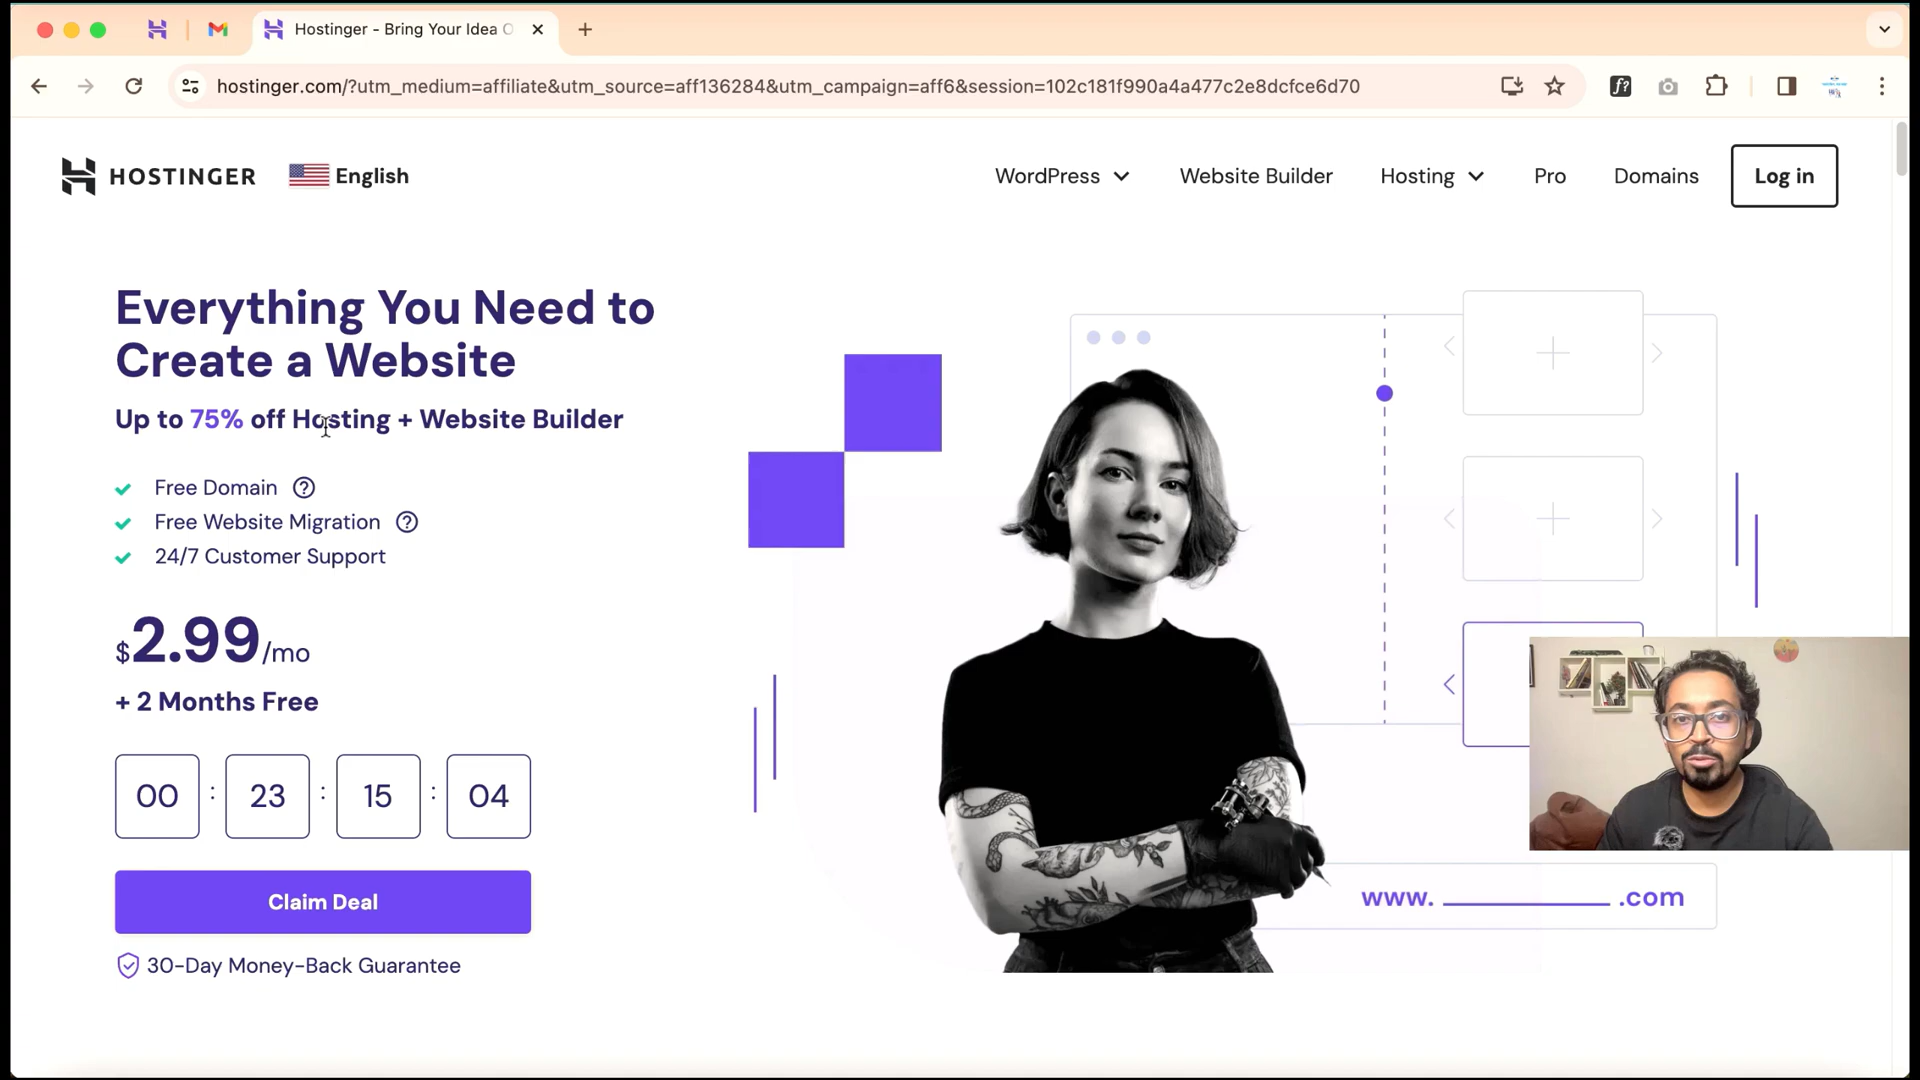 Hostinger - Bring Your Idea O
hostinger.com/?utm_medium=affiliate&utm_source=aff136284&utm_campaign=aff6&session=102c181f990a4a477c2e8dcfce6d70
HOSTINGER English WordPress Website Builder Hosting Pro Domains Log in
Everything You Need to
Create a Website
Up to 75% off Hosting + Website Builder
Free Domain
Free Website Migration
24/7 Customer Support
$2.99/mo
+ 2 Months Free
00 : 23 : 15 : 04
Claim Deal
30-Day Money-Back Guarantee
www. ________ .com